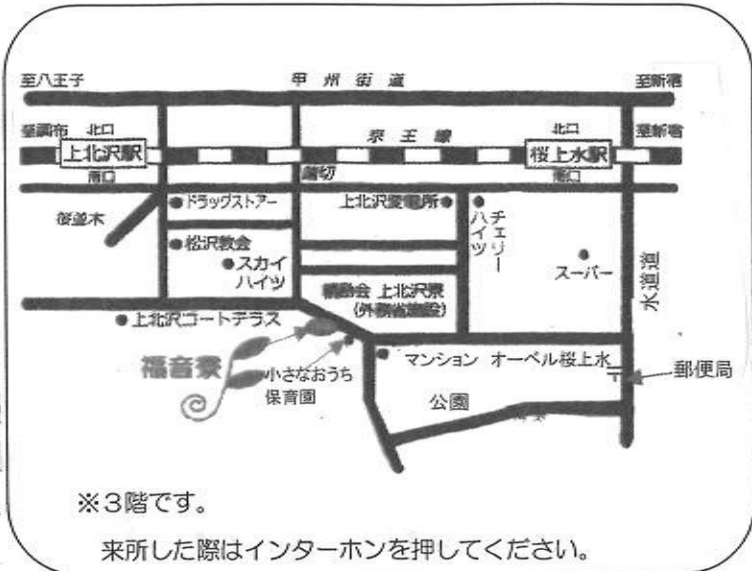 至八王子
甲州街道
至新宿
至調布
北口
京王線
北口
至新宿
上北沢駅
桜上水駅
南口
踏切
南口
ドラッグストアー
上北沢変電所
チェリー
ハイツ
桜並木
松沢教会
スカイ
ハイツ
スーパー
水道道
上北沢寮
(外務省施設)
上北沢コートテラス
福音寮
小さなおうち
保育園
マンション オーベル桜上水
〒
郵便局
公園
※3階です。
来所した際はインターホンを押してください。